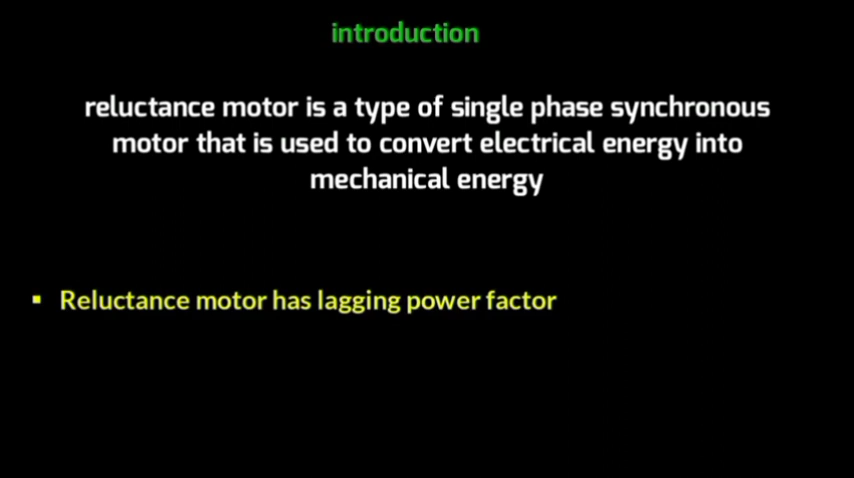 introduction
reluctance motor is a type of single phase synchronous
motor that is used to convert electrical energy into
mechanical energy
▪ Reluctance motor has lagging power factor